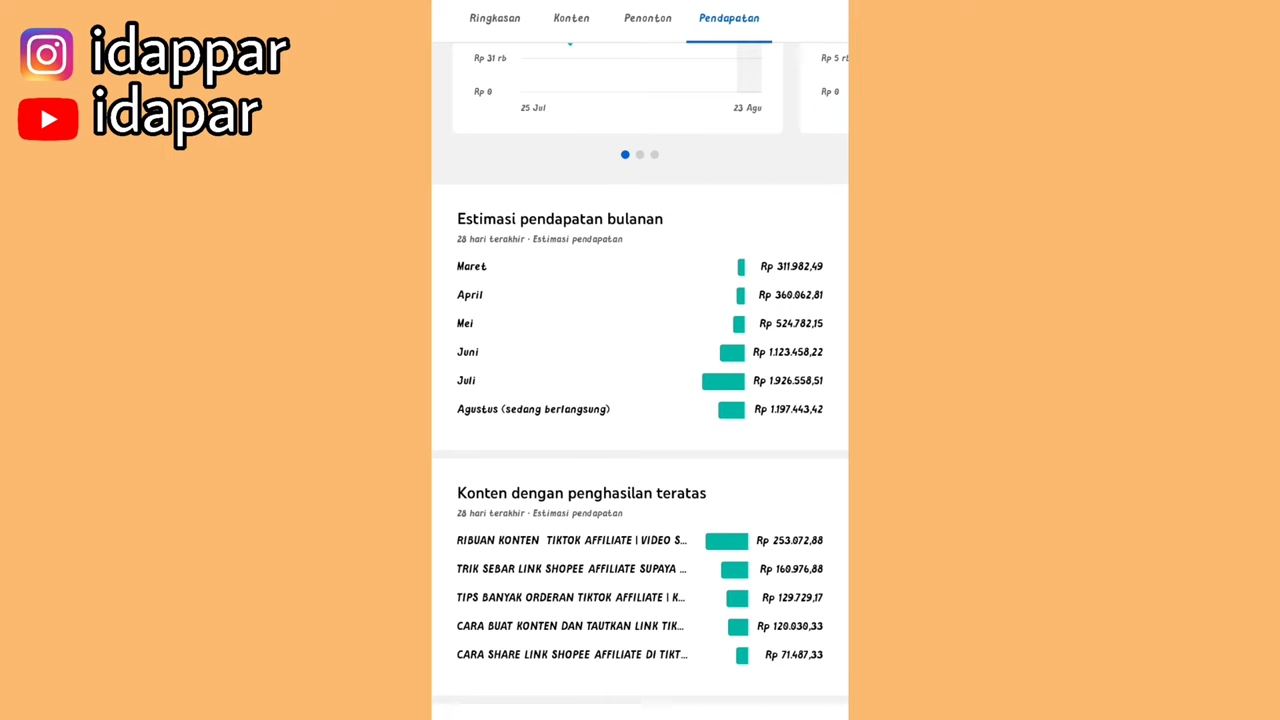 idappar
idapar
Ringkasan Konten Penonton Pendapatan
Rp 31 rb
Rp 5 rb
Rp 0
Rp 0
25 Jul 23 Agu
Estimasi pendapatan bulanan
28 hari terakhir · Estimasi pendapatan
Maret Rp 311.982,49
April Rp 360.062,81
Mei Rp 524.782,15
Juni Rp 1.123.458,22
Juli Rp 1.926.558,51
Agustus (sedang berlangsung) Rp 1.197.443,42
Konten dengan penghasilan teratas
28 hari terakhir · Estimasi pendapatan
RIBUAN KONTEN TIKTOK AFFILIATE | VIDEO S... Rp 253.072,88
TRIK SEBAR LINK SHOPEE AFFILIATE SUPAYA ... Rp 160.976,88
TIPS BANYAK ORDERAN TIKTOK AFFILIATE | K... Rp 129.729,17
CARA BUAT KONTEN DAN TAUTKAN LINK TIK... Rp 120.030,33
CARA SHARE LINK SHOPEE AFFILIATE DI TIKT... Rp 71.487,33